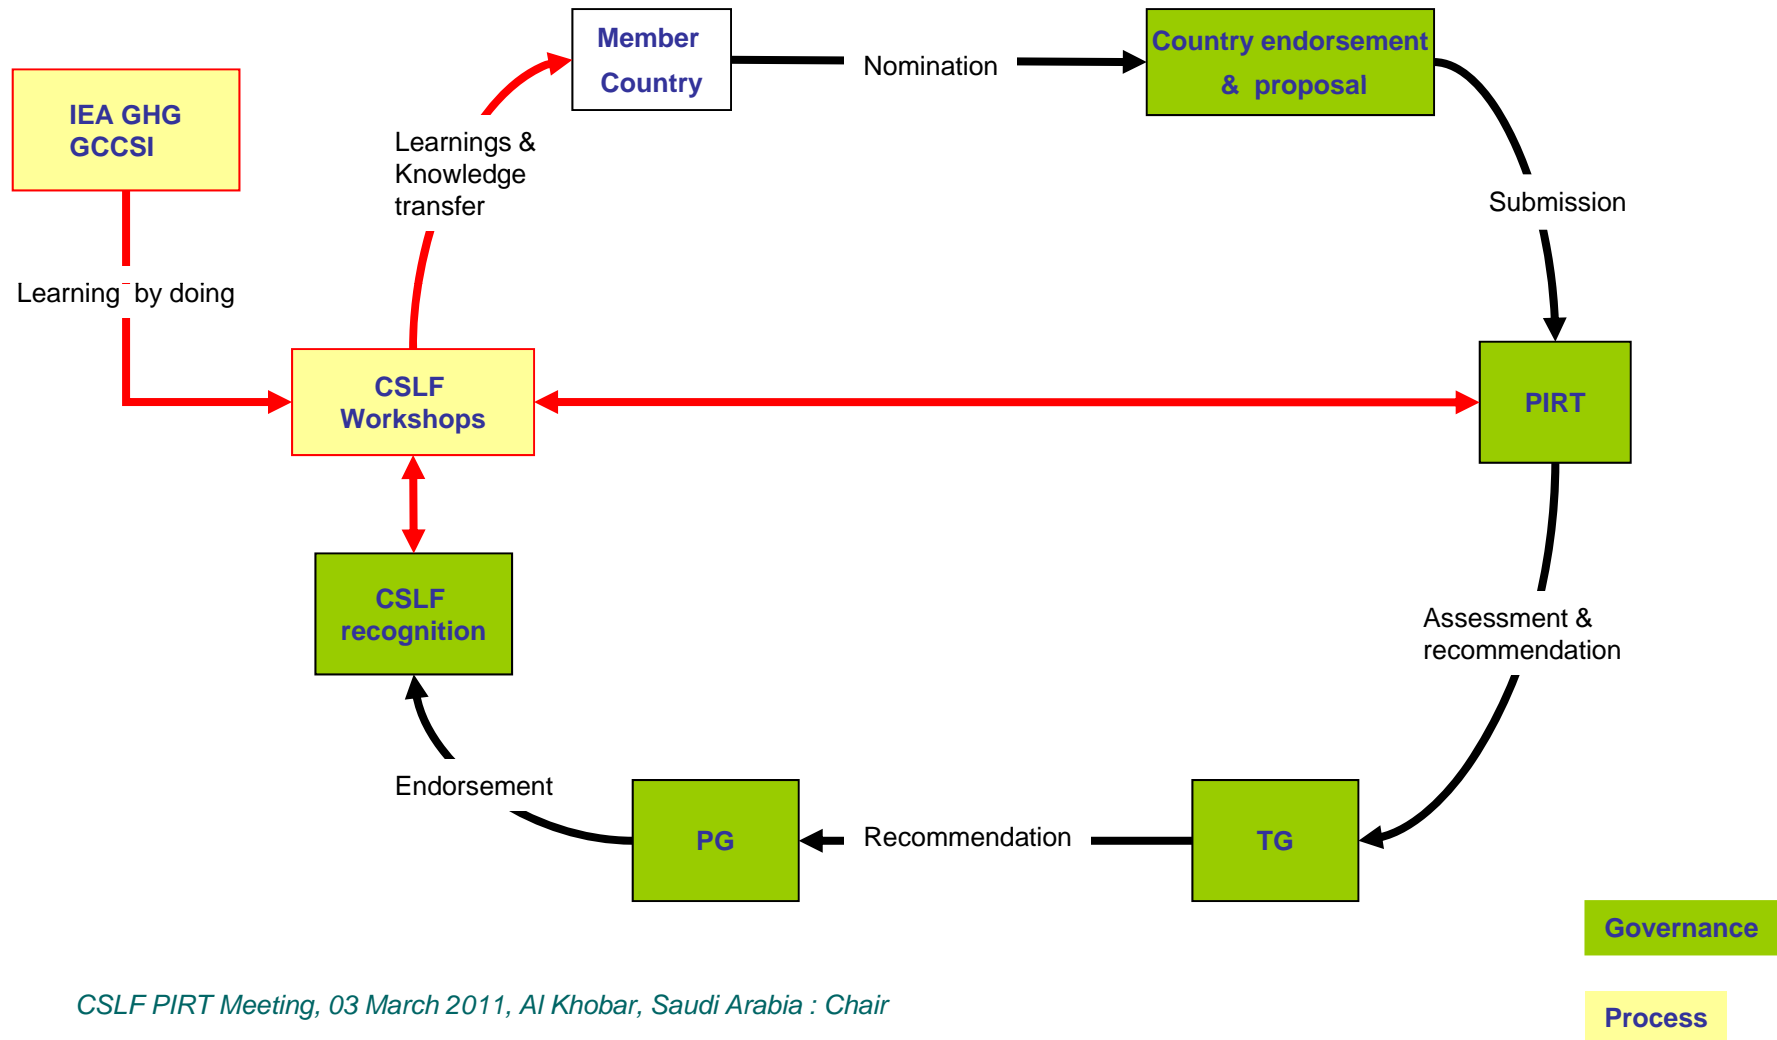 Member
Country
Nomination
Country endorsement
& proposal
IEA GHG
GCCSI
Learnings &
Knowledge
transfer
Submission
Learning by doing
CSLF
Workshops
PIRT
CSLF
recognition
Assessment &
recommendation
Endorsement
PG
Recommendation
TG
Governance
CSLF PIRT Meeting, 03 March 2011, Al Khobar, Saudi Arabia : Chair
Process